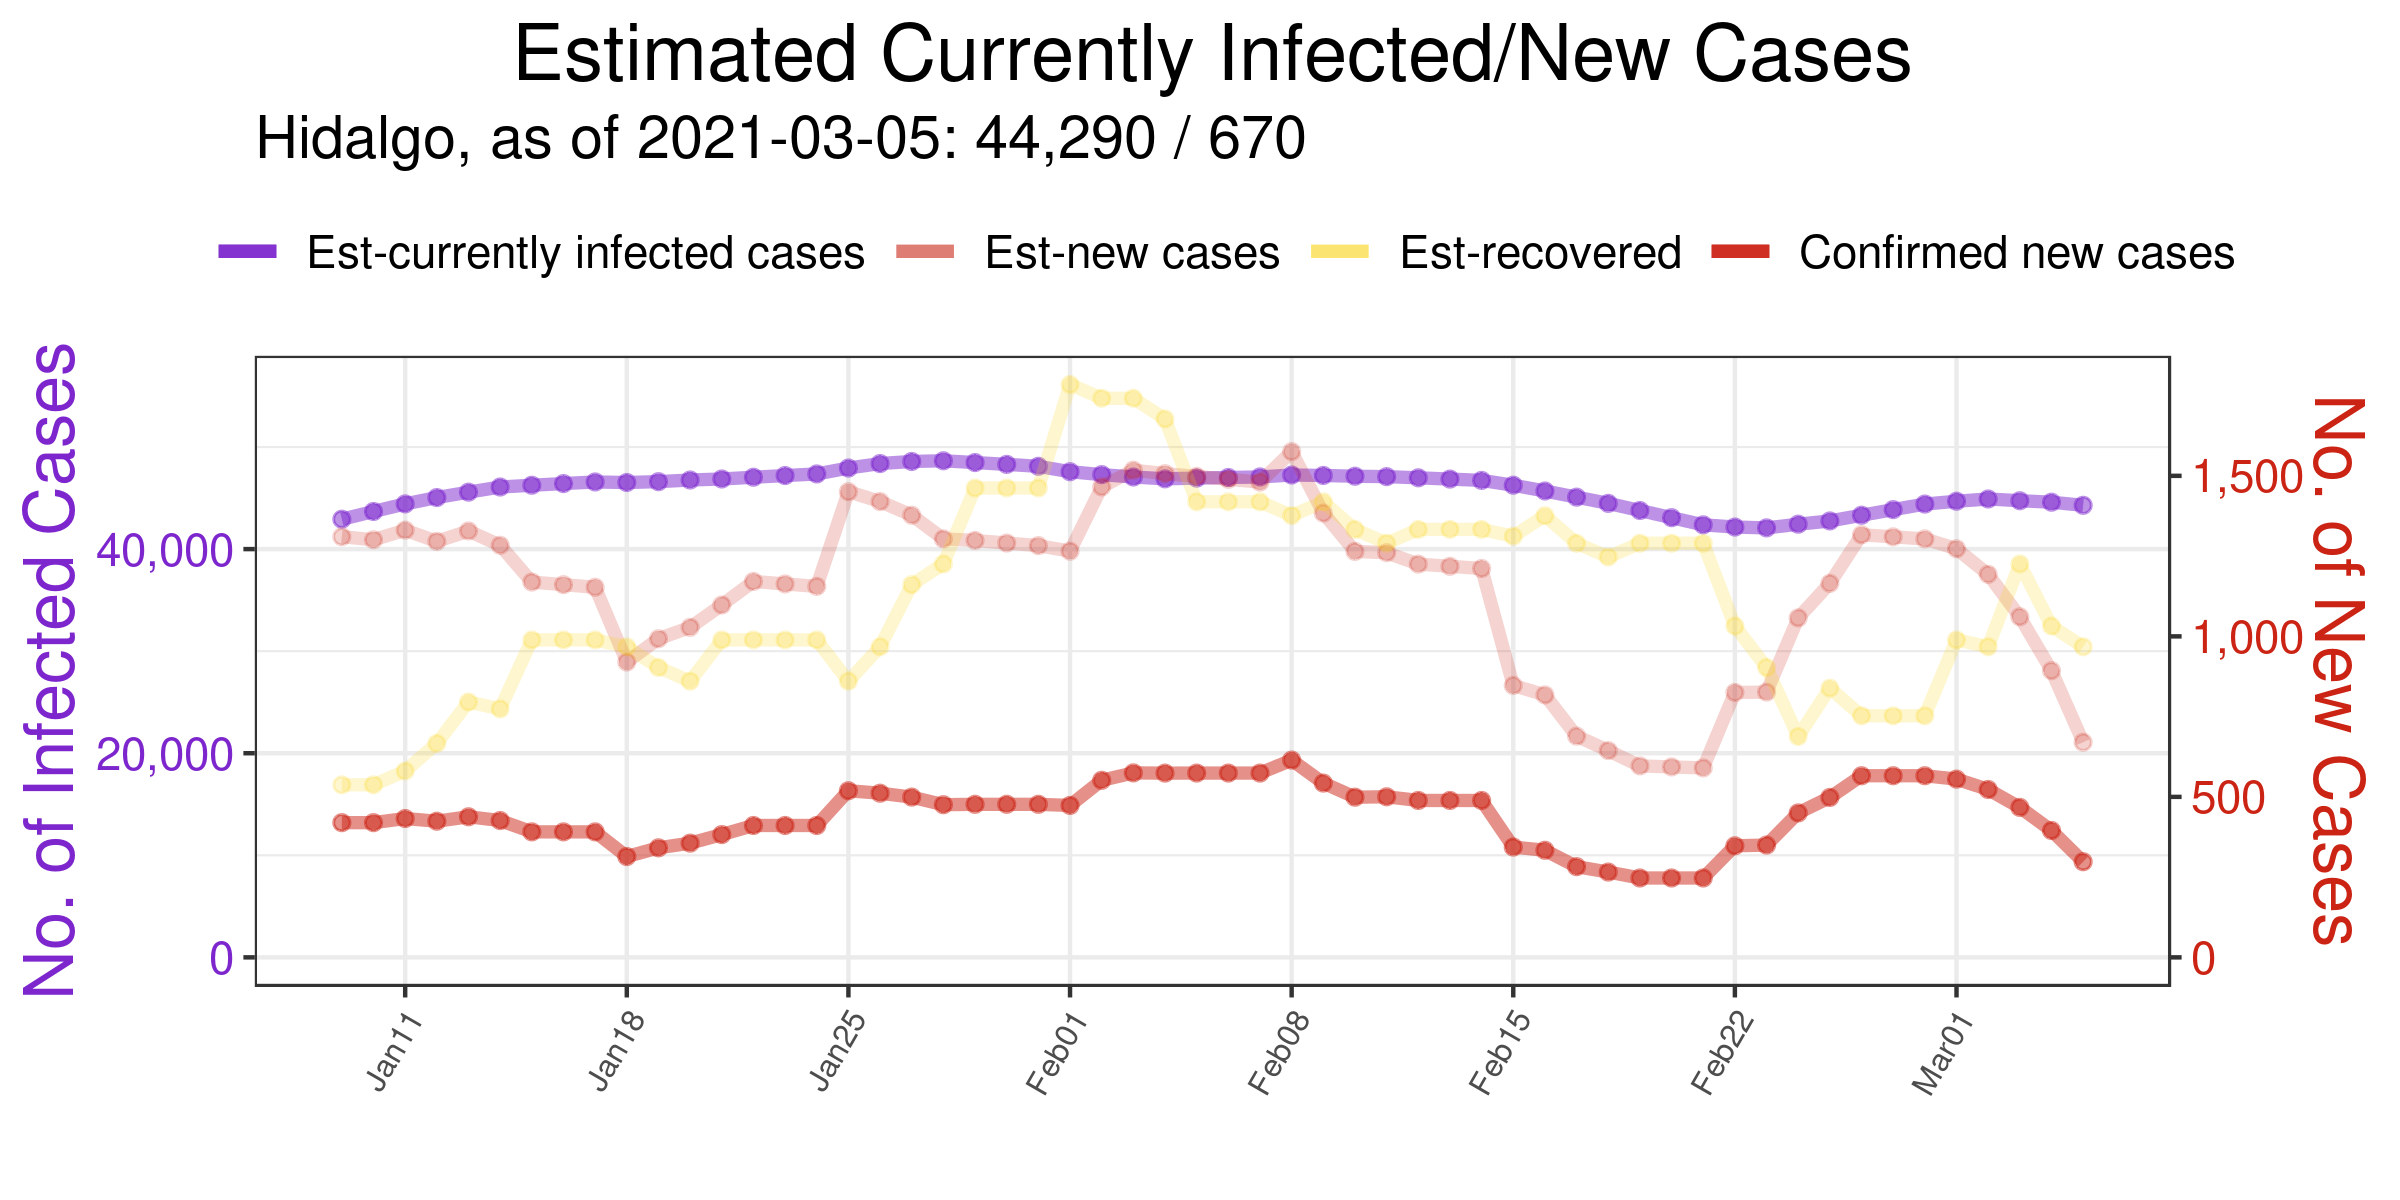 Estimated Currently Infected/New Cases
Hidalgo, as of 2021-03-05: 44,290 / 670
Est-currently infected cases Est-new cases Est-recovered Confirmed new cases
No. of Infected Cases
40,000
20,000
0
No. of New Cases
1,500
1,000
500
0
Jan11 Jan18 Jan25 Feb01 Feb08 Feb15 Feb22 Mar01